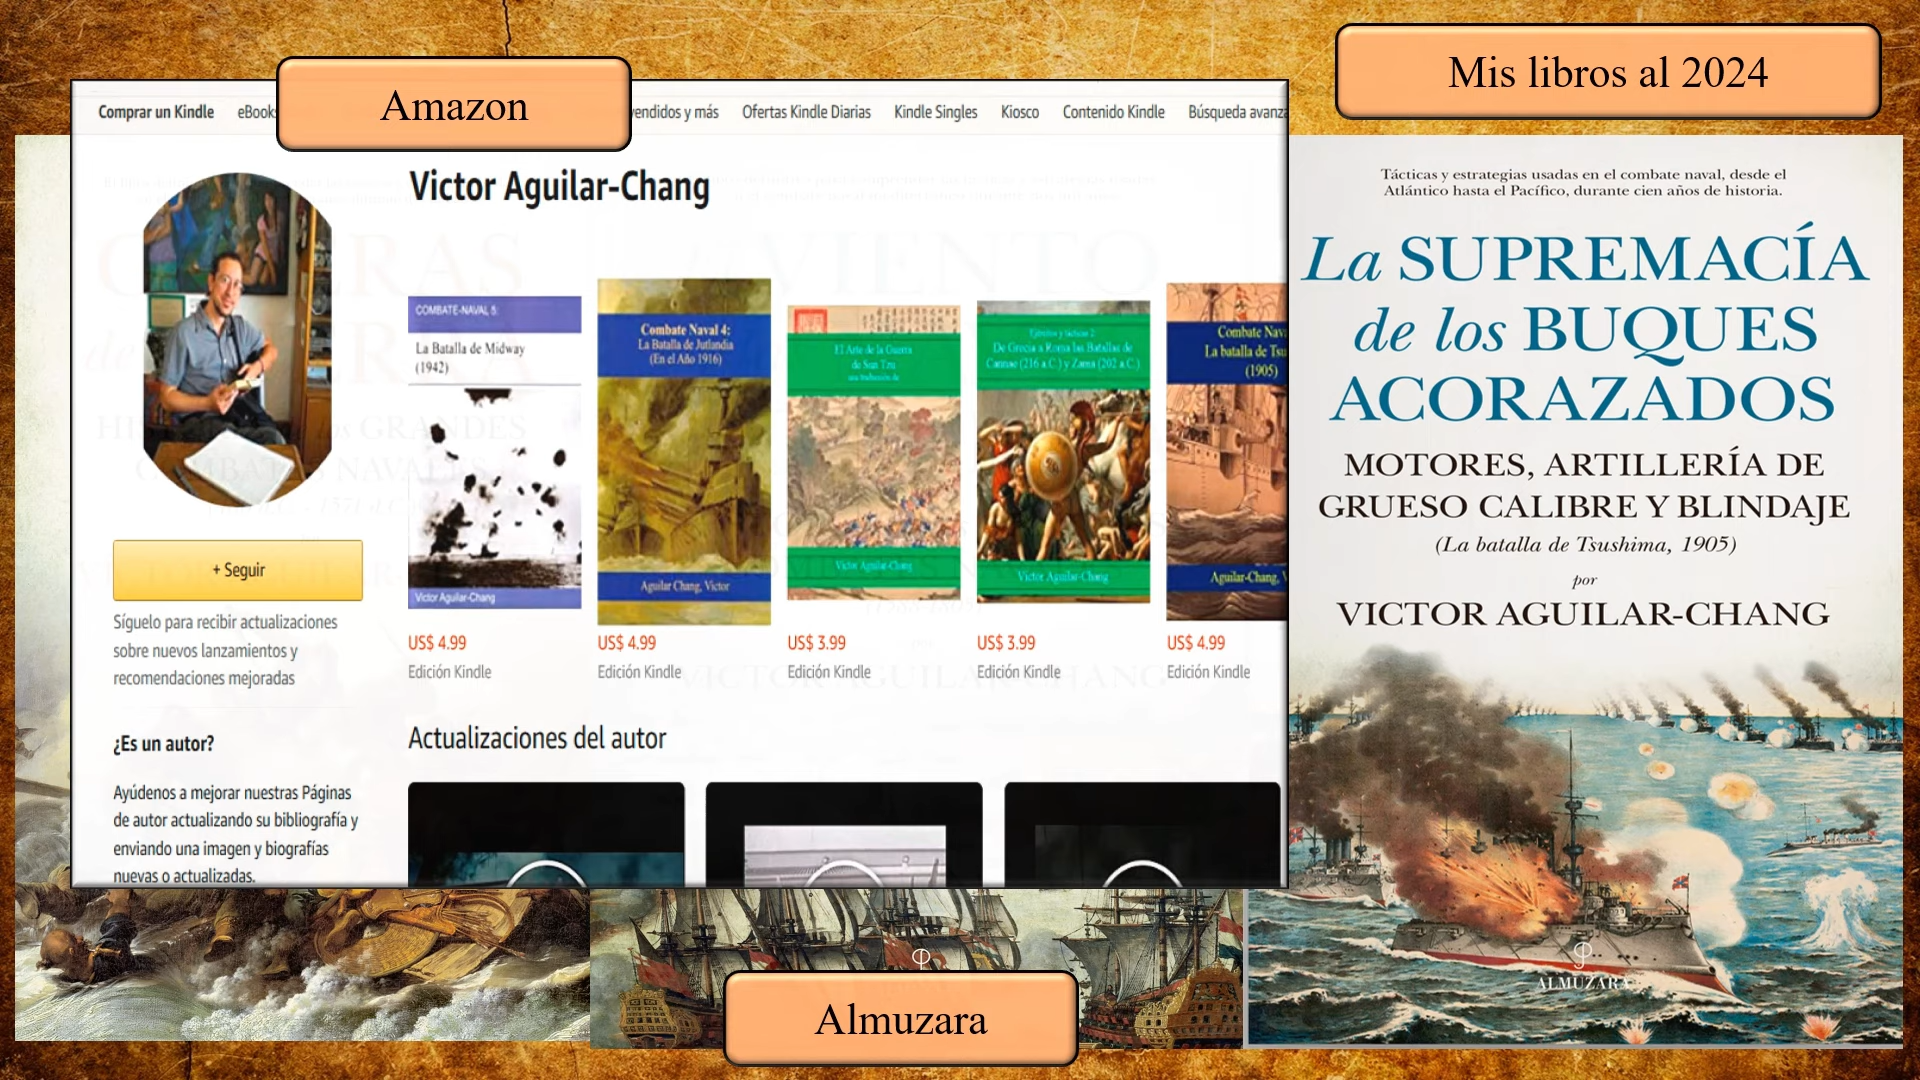 Mis libros al 2024
Amazon
Comprar un Kindle eBooks vendidos y más Ofertas Kindle Diarias Kindle Singles Kiosco Contenido Kindle Búsqueda avanza
Victor Aguilar-Chang
COMBATE-NAVAL 5:
La Batalla de Midway
(1942)
Victor Aguilar-Chang
US$ 4.99
Edición Kindle
Combate Naval 4:
La Batalla de Jutlandia
(En el Año 1916)
Aguilar Chang, Victor
US$ 4.99
Edición Kindle
El Arte de la Guerra
de Sun Tzu
una traducción de
Victor Aguilar-Chang
US$ 3.99
Edición Kindle
Ejércitos y tácticas 2:
De Grecia a Roma las Batallas de
Cannae (216 a.C.) y Zama (202 a.C.)
Victor Aguilar-Chang
US$ 3.99
Edición Kindle
Combate Nava
La batalla de Tsu
(1905)
Aguilar-Chang, V
US$ 4.99
Edición Kindle
+ Seguir
Síguelo para recibir actualizaciones
sobre nuevos lanzamientos y
recomendaciones mejoradas
¿Es un autor?
Ayúdenos a mejorar nuestras Páginas
de autor actualizando su bibliografía y
enviando una imagen y biografías
nuevas o actualizadas.
Actualizaciones del autor
Tácticas y estrategias usadas en el combate naval, desde el
Atlántico hasta el Pacífico, durante cien años de historia.
La SUPREMACÍA
de los BUQUES
ACORAZADOS
MOTORES, ARTILLERÍA DE
GRUESO CALIBRE Y BLINDAJE
(La batalla de Tsushima, 1905)
por
VICTOR AGUILAR-CHANG
ALMUZARA
Almuzara